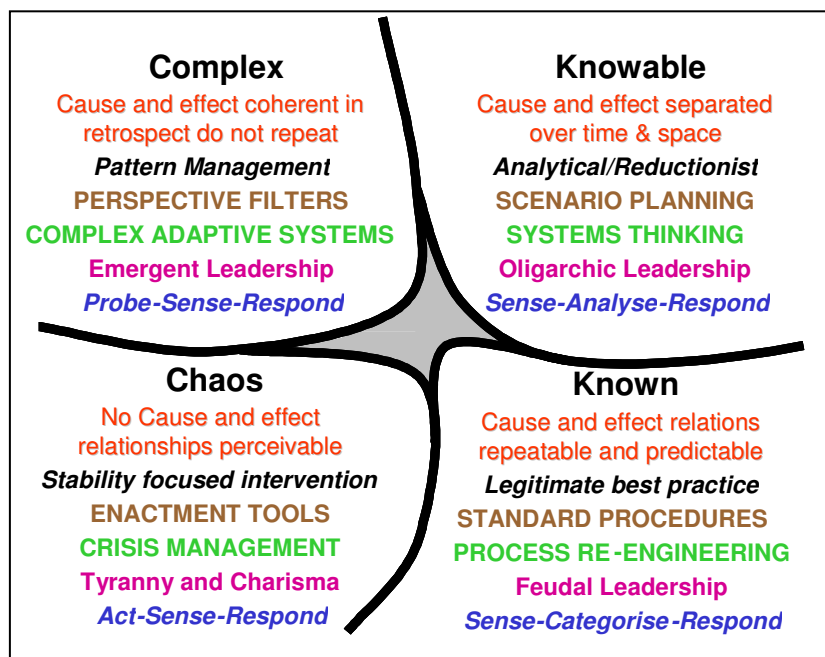 Complex
Cause and effect coherent in
retrospect do not repeat
Pattern Management
PERSPECTIVE FILTERS
COMPLEX ADAPTIVE SYSTEMS
Emergent Leadership
Probe-Sense-Respond
Knowable
Cause and effect separated
over time & space
Analytical/Reductionist
SCENARIO PLANNING
SYSTEMS THINKING
Oligarchic Leadership
Sense-Analyse-Respond
Chaos
No Cause and effect
relationships perceivable
Stability focused intervention
ENACTMENT TOOLS
CRISIS MANAGEMENT
Tyranny and Charisma
Act-Sense-Respond
Known
Cause and effect relations
repeatable and predictable
Legitimate best practice
STANDARD PROCEDURES
PROCESS RE-ENGINEERING
Feudal Leadership
Sense-Categorise-Respond